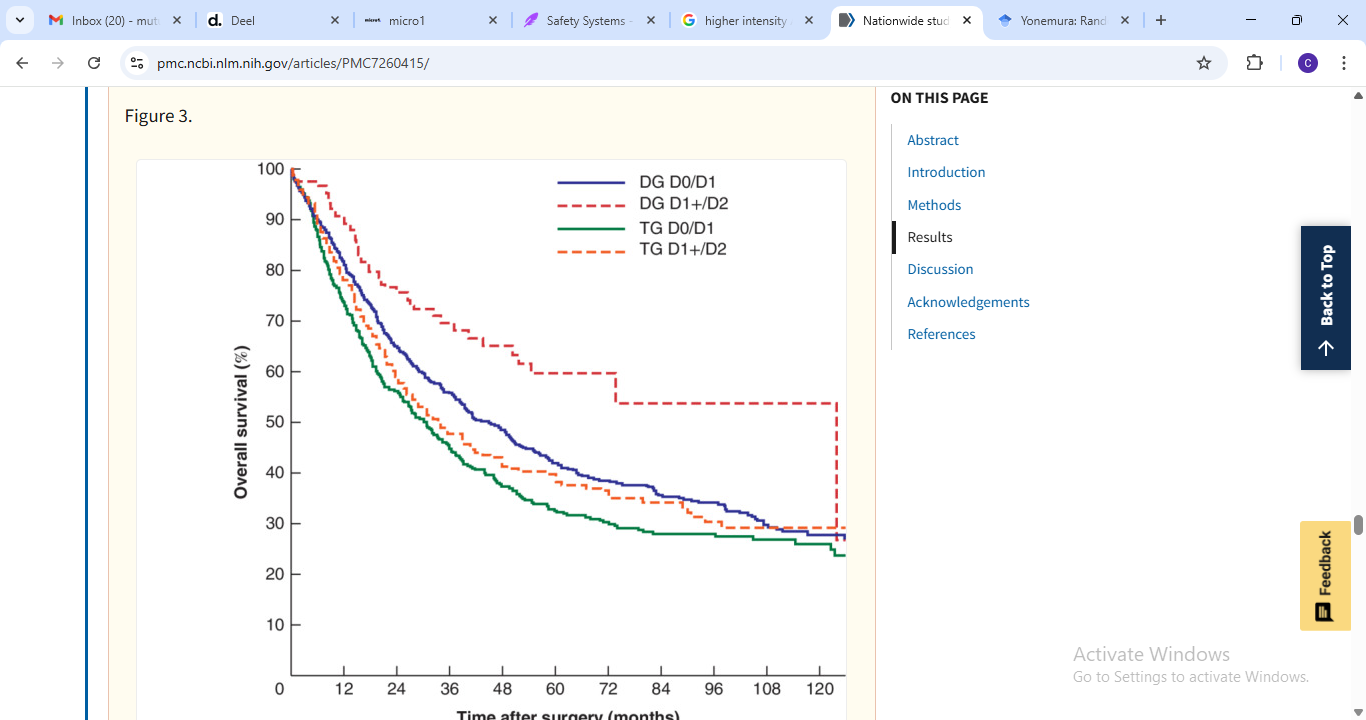 Inbox (20) - mut
Deel
micro1
Safety Systems -
higher intensity
Nationwide stud
Yonemura: Rand
pmc.ncbi.nlm.nih.gov/articles/PMC7260415/
C
Figure 3.
ON THIS PAGE
Abstract
Introduction
Methods
Results
Discussion
Acknowledgements
References
Back to Top
Feedback
DG D0/D1
DG D1+/D2
TG D0/D1
TG D1+/D2
Overall survival (%)
100
90
80
70
60
50
40
30
20
10
0 12 24 36 48 60 72 84 96 108 120
Time after surgery (months)
Activate Windows
Go to Settings to activate Windows.